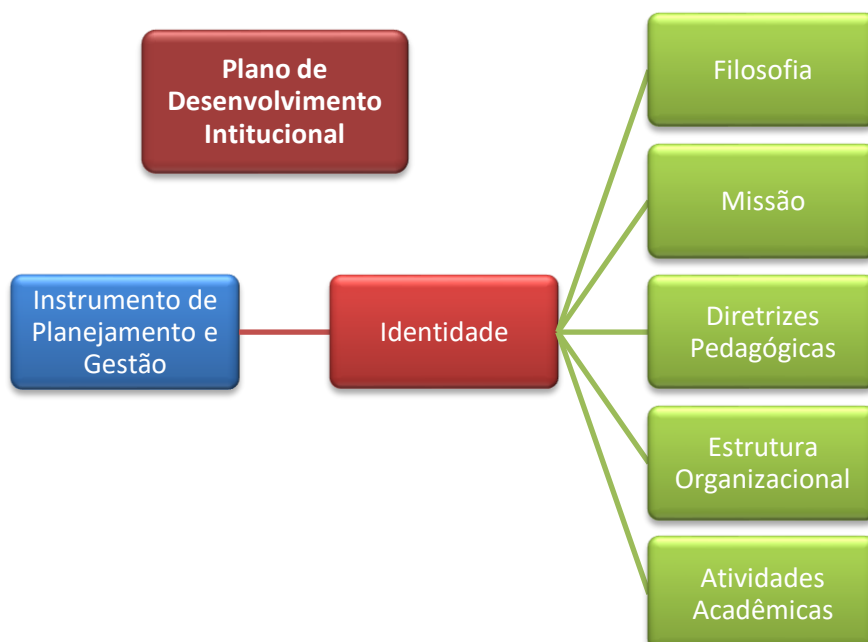 Plano de
Desenvolvimento
Intitucional
Filosofia
Missão
Instrumento de
Planejamento e
Gestão
Identidade
Diretrizes
Pedagógicas
Estrutura
Organizacional
Atividades
Acadêmicas